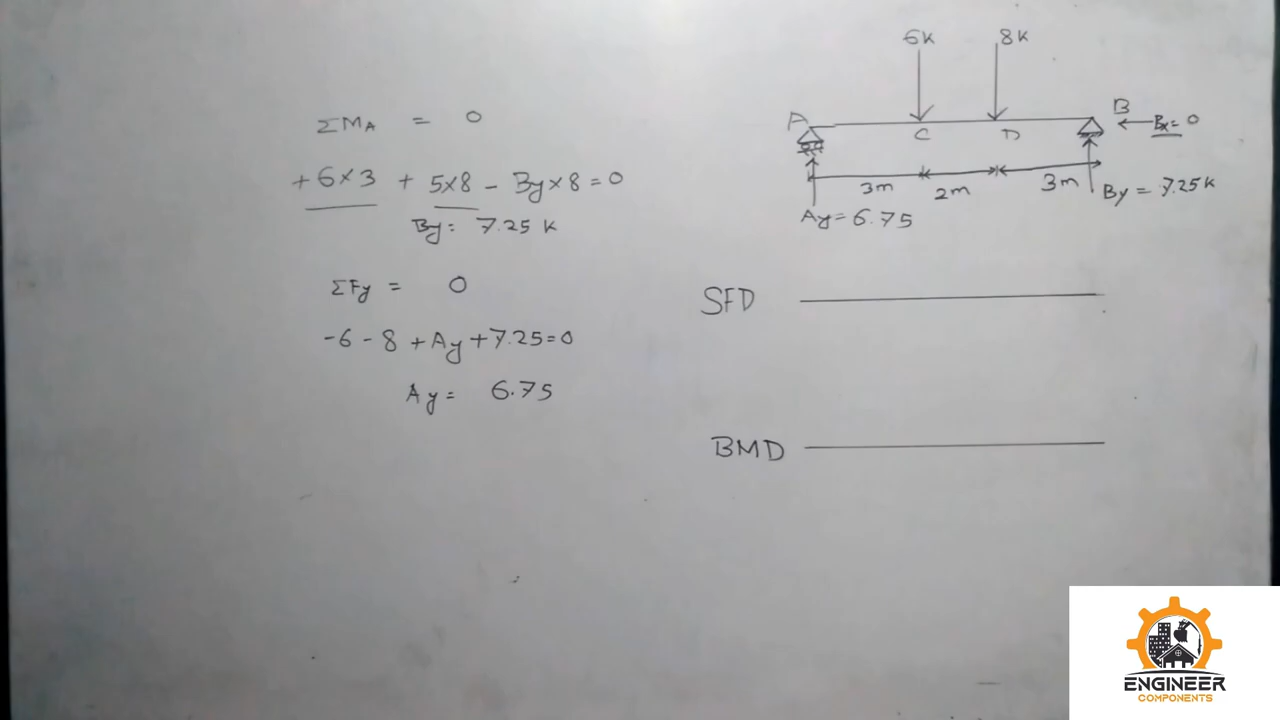 ΣMA = 0
+ 6×3 + 5×8 - By×8=0
By: 7.25 K
ΣFy = 0
-6 - 8 + Ay + 7.25=0
Ay = 6.75
6K 8K
A C D B Bx= 0
3m 2m 3m
Ay= 6.75
By = 7.25 K
SFD
BMD
ENGINEER
COMPONENTS